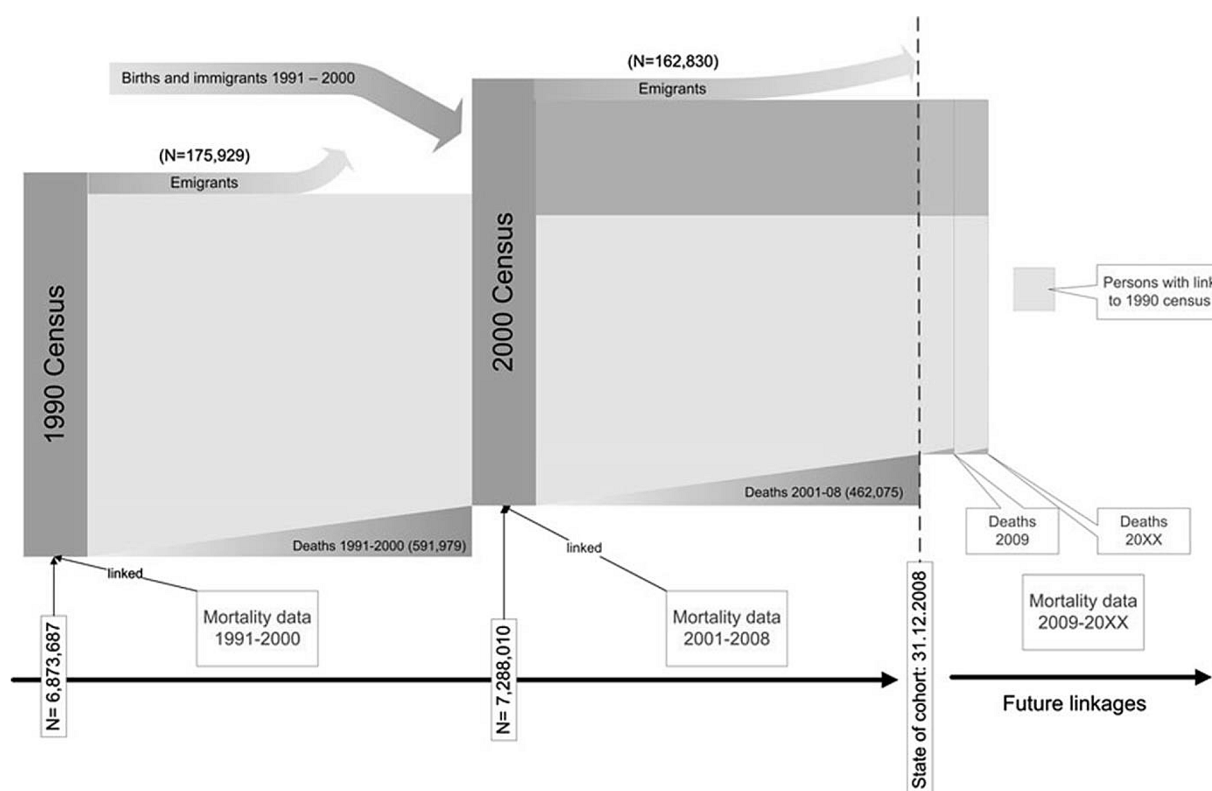 Births and immigrants 1991 – 2000
(N=162,830)
Emigrants
(N=175,929)
Emigrants
1990 Census
2000 Census
Persons with link
to 1990 census
Deaths 1991-2000 (591,979)
Deaths 2001-08 (462,075)
linked
linked
Deaths
2009
Deaths
20XX
Mortality data
1991-2000
Mortality data
2001-2008
Mortality data
2009-20XX
N= 6,873,687
N= 7,288,010
State of cohort: 31.12.2008
Future linkages